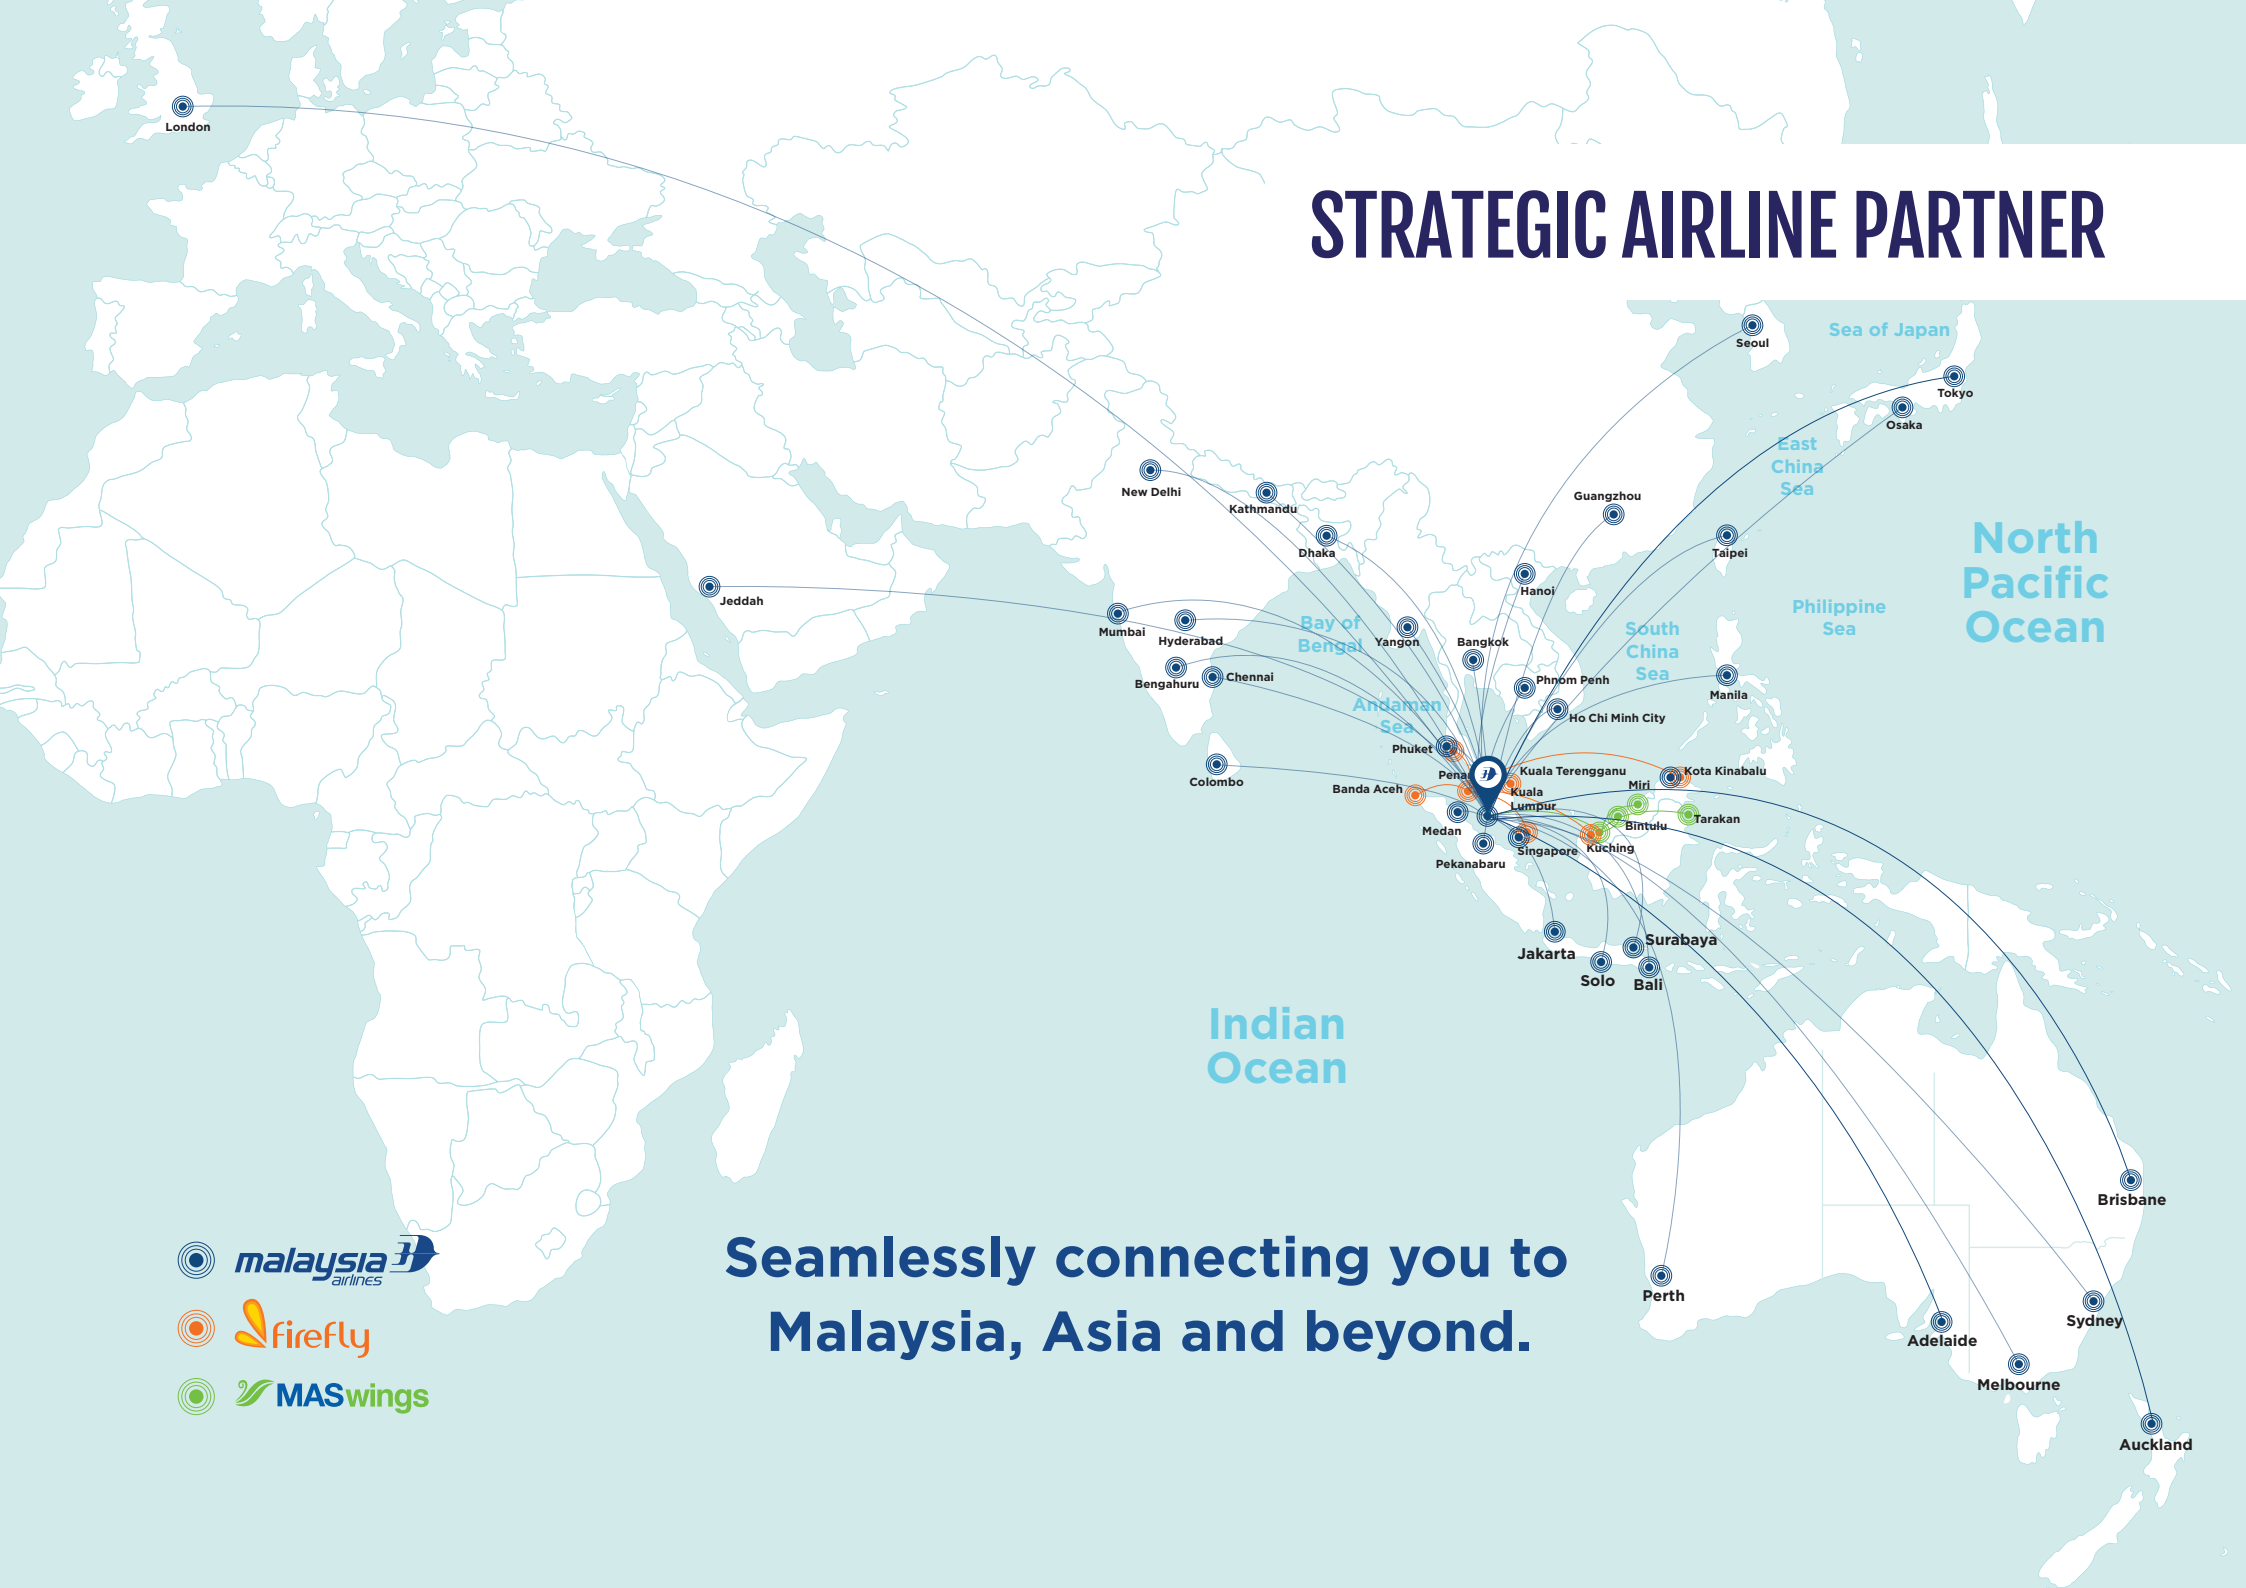 STRATEGIC AIRLINE PARTNER
London
Sea of Japan
Seoul
Tokyo
Osaka
East
China
Sea
New Delhi
Kathmandu
Guangzhou
Dhaka
Taipei
North
Pacific
Ocean
Hanoi
Jeddah
Philippine
Sea
Mumbai
Hyderabad
Bay of
Bengal
Yangon
Bangkok
South
China
Sea
Bengahuru
Chennai
Phnom Penh
Manila
Andaman
Sea
Ho Chi Minh City
Phuket
Colombo
Kuala Terengganu
Kota Kinabalu
Banda Aceh
Kuala
Lumpur
Miri
Medan
Bintulu
Tarakan
Singapore
Kuching
Pekanabaru
Jakarta
Surabaya
Solo
Bali
Indian
Ocean
Brisbane
Perth
Sydney
Adelaide
Melbourne
Auckland
malaysia
airlines
firefly
MASwings
Seamlessly connecting you to
Malaysia, Asia and beyond.